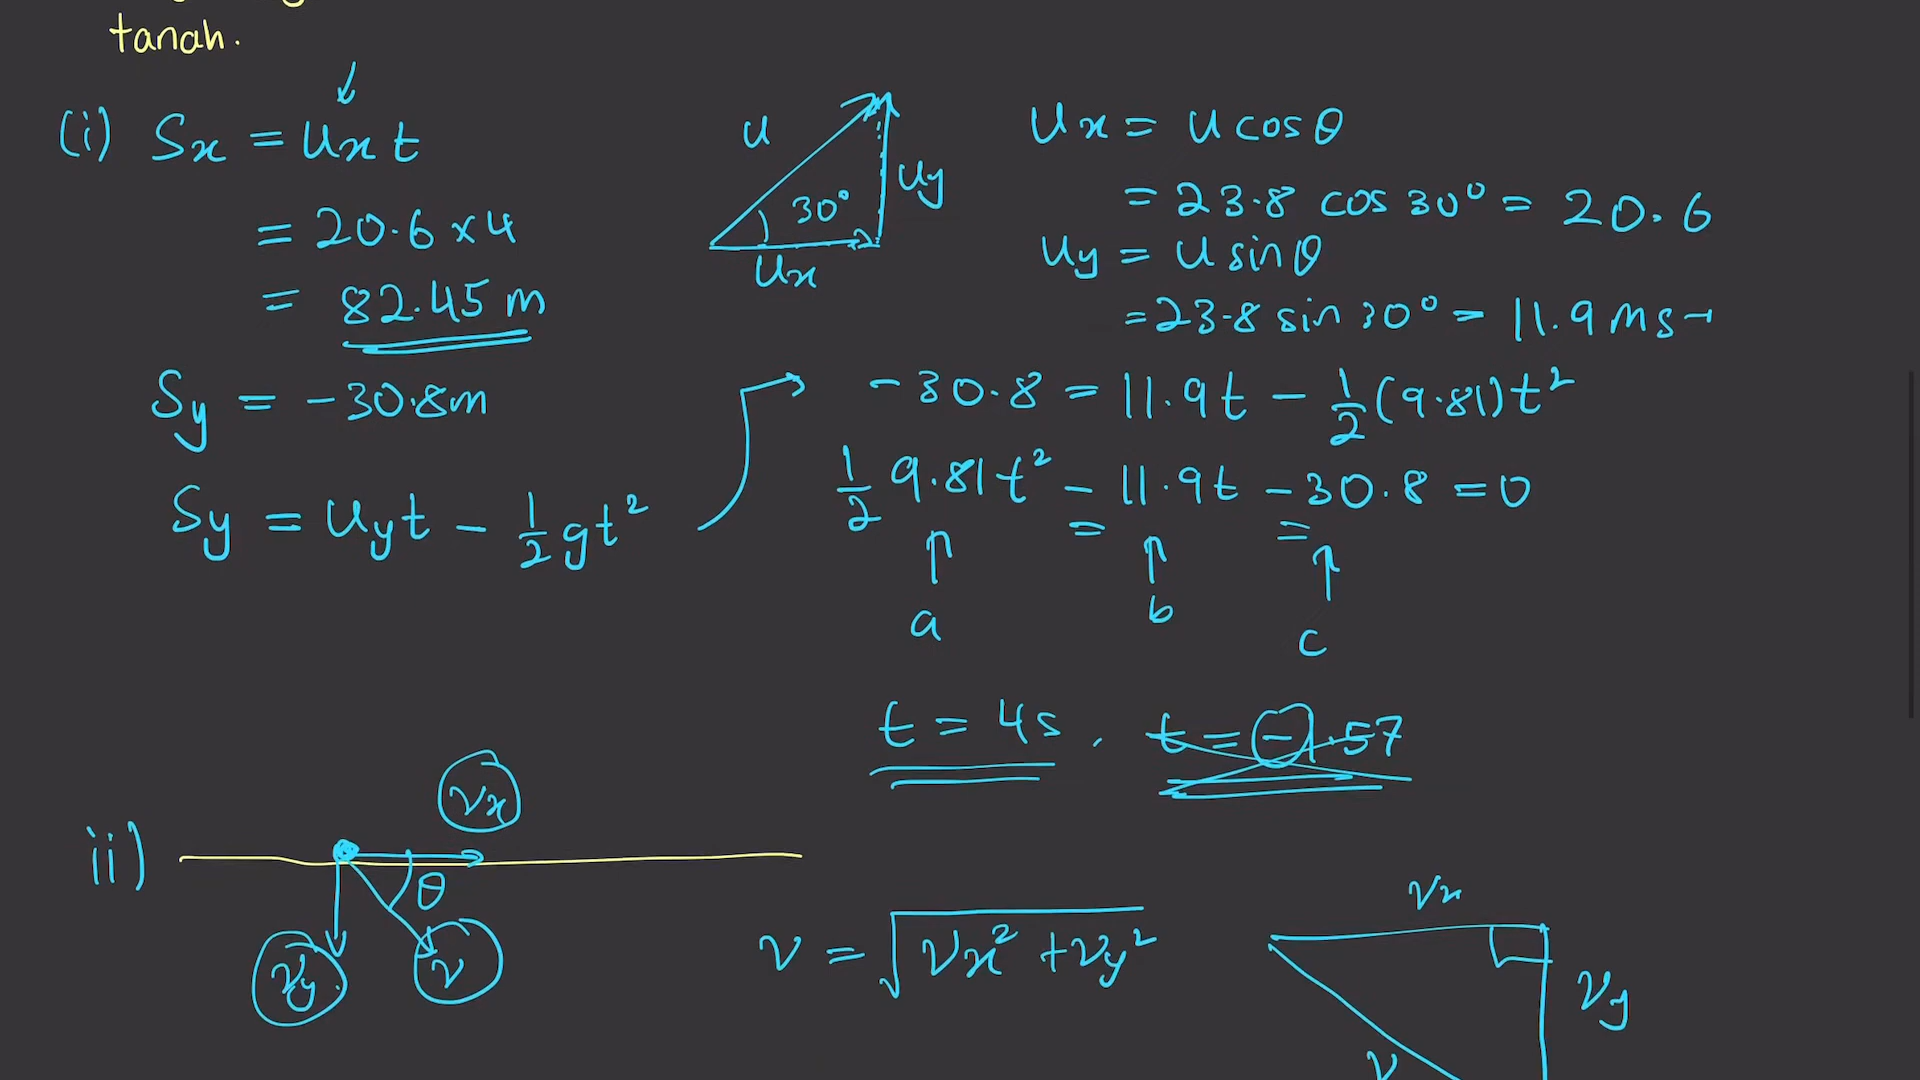 tanah.
(i) Sx = Ux t
= 20.6 x 4
= 82.45 m
Sy = -30.8m
Sy = Uyt - 1/2 gt²
u
30°
Uy
Ux
Ux = u cos θ
= 23.8 cos 30° = 20.6
Uy = u sin θ
= 23.8 sin 30° = 11.9 ms-1
-30.8 = 11.9t - 1/2 (9.81)t²
1/2 9.81t² - 11.9t - 30.8 = 0
a b c
t = 4s , t = -1.57
ii)
Vx
θ
Vy
V
V = √(Vx² + Vy²)
Vx
Vy
V